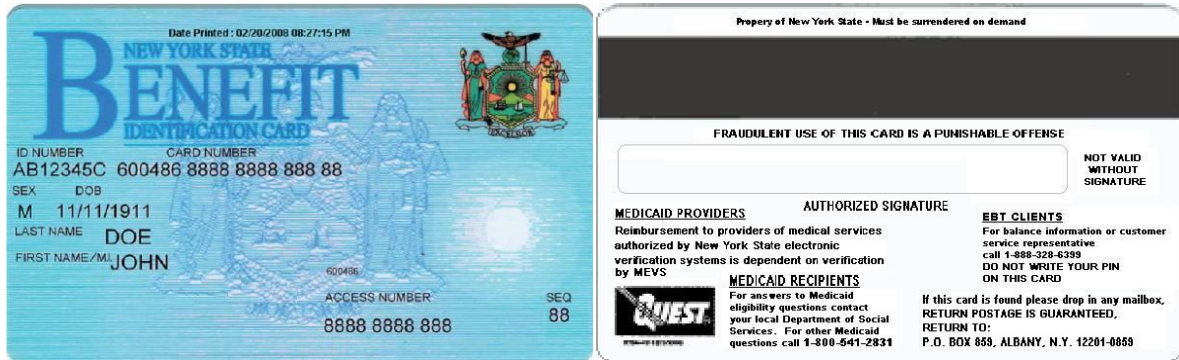 Date Printed : 02/20/2008 08:27:15 PM
NEW YORK STATE
BENEFIT
IDENTIFICATION CARD
EXCELSIOR
ID NUMBER CARD NUMBER
AB12345C 600486 8888 8888 888 88
SEX DOB
M 11/11/1911
LAST NAME DOE
FIRST NAME/M.I. JOHN
600486
ACCESS NUMBER SEQ
8888 8888 888 88
Propery of New York State - Must be surrendered on demand
FRAUDULENT USE OF THIS CARD IS A PUNISHABLE OFFENSE
NOT VALID
WITHOUT
SIGNATURE
AUTHORIZED SIGNATURE
MEDICAID PROVIDERS
Reimbursement to providers of medical services
authorized by New York State electronic
verification systems is dependent on verification
by MEVS
EBT CLIENTS
For balance information or customer
service representative
call 1-888-328-6399
DO NOT WRITE YOUR PIN
ON THIS CARD
QUEST
MEDICAID RECIPIENTS
For answers to Medicaid
eligibility questions contact
your local Department of Social
Services. For other Medicaid
questions call 1-800-541-2831
If this card is found please drop in any mailbox,
RETURN POSTAGE IS GUARANTEED,
RETURN TO:
P.O. BOX 859, ALBANY, N.Y. 12201-0859